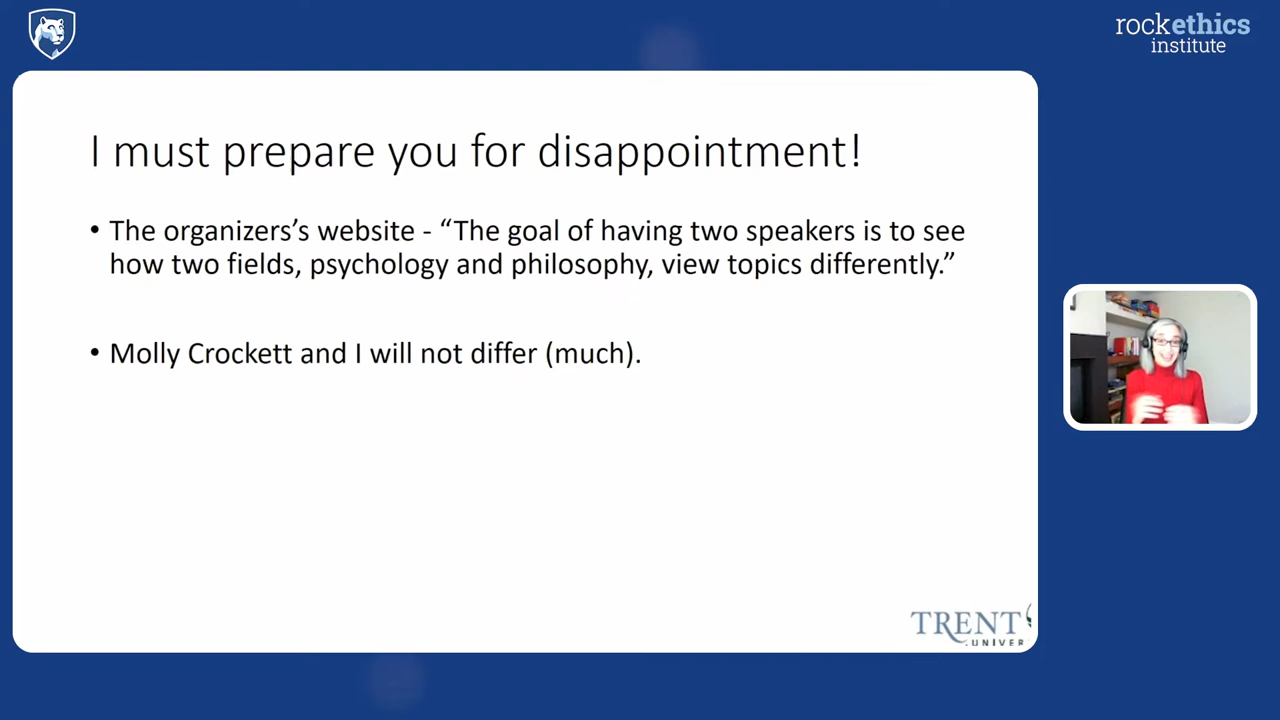 rockethics
institute
I must prepare you for disappointment!
• The organizers’s website - “The goal of having two speakers is to see
how two fields, psychology and philosophy, view topics differently.”
• Molly Crockett and I will not differ (much).
TRENT
UNIVER